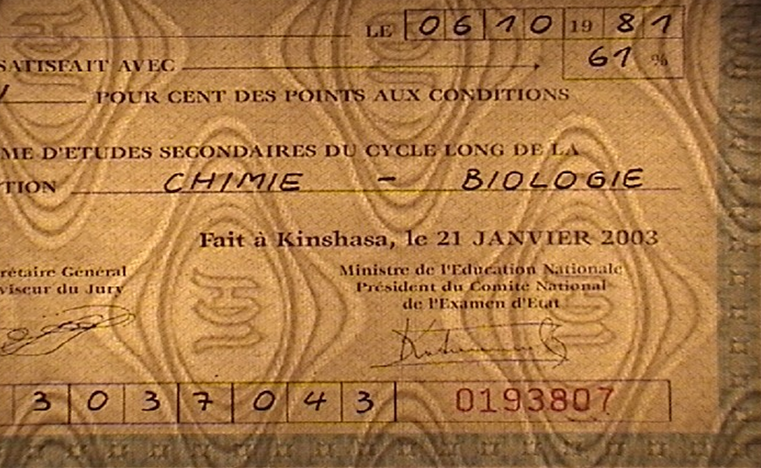 LE 06 10 19 81
SATISFAIT AVEC 61 %
POUR CENT DES POINTS AUX CONDITIONS
ME D'ETUDES SECONDAIRES DU CYCLE LONG DE LA
TION CHIMIE - BIOLOGIE
Fait à Kinshasa, le 21 JANVIER 2003
rétaire Général
viseur du Jury
Ministre de l'Education Nationale
Président du Comité National
de l'Examen d'Etat
3 0 3 7 0 4 3 0193807